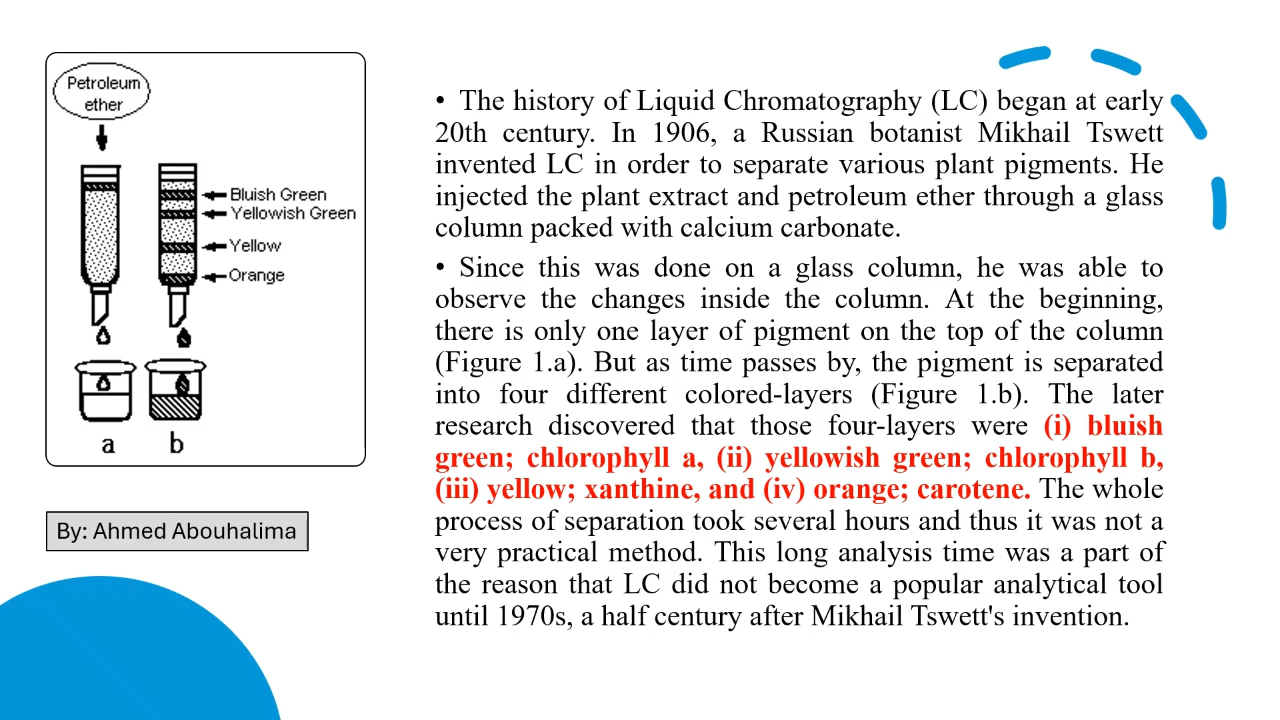 Petroleum
ether
Bluish Green
Yellowish Green
Yellow
Orange
a b
By: Ahmed Abouhalima
• The history of Liquid Chromatography (LC) began at early
20th century. In 1906, a Russian botanist Mikhail Tswett
invented LC in order to separate various plant pigments. He
injected the plant extract and petroleum ether through a glass
column packed with calcium carbonate.
• Since this was done on a glass column, he was able to
observe the changes inside the column. At the beginning,
there is only one layer of pigment on the top of the column
(Figure 1.a). But as time passes by, the pigment is separated
into four different colored-layers (Figure 1.b). The later
research discovered that those four-layers were (i) bluish
green; chlorophyll a, (ii) yellowish green; chlorophyll b,
(iii) yellow; xanthine, and (iv) orange; carotene. The whole
process of separation took several hours and thus it was not a
very practical method. This long analysis time was a part of
the reason that LC did not become a popular analytical tool
until 1970s, a half century after Mikhail Tswett's invention.